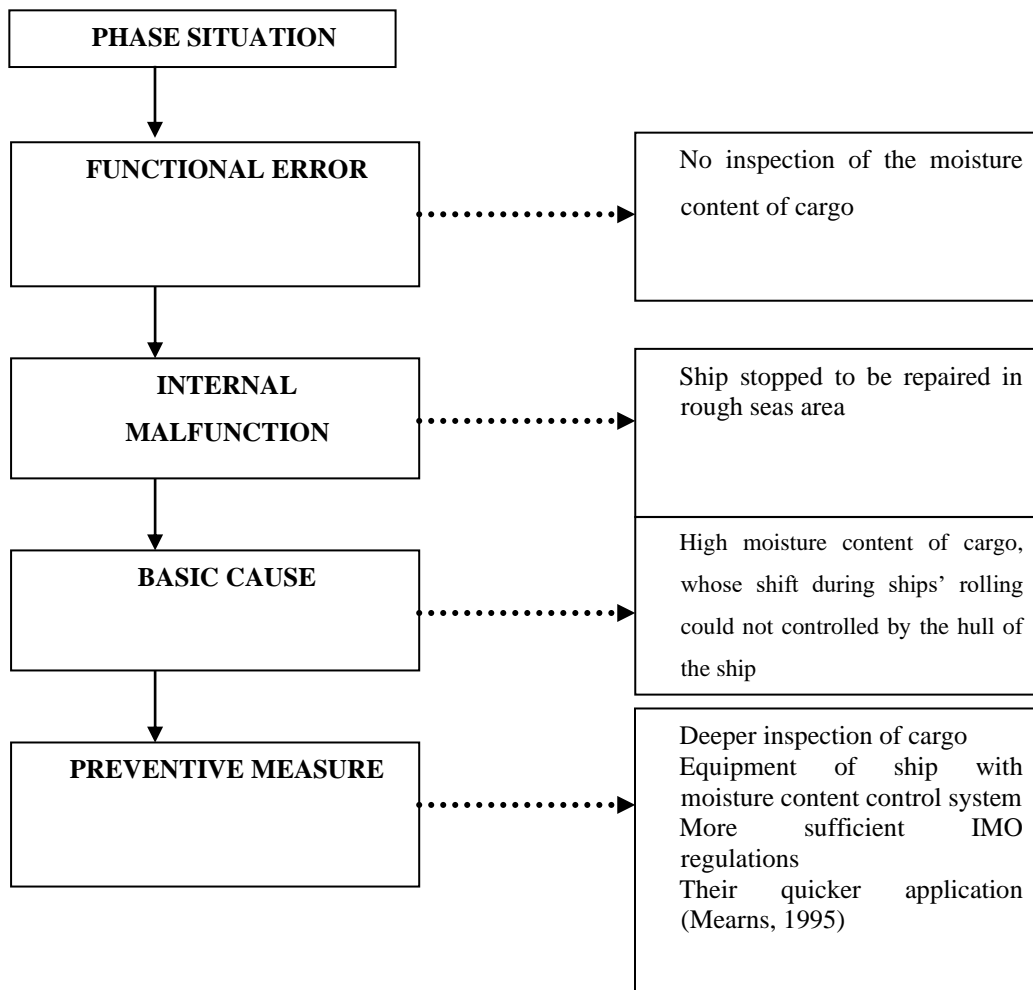 PHASE SITUATION
FUNCTIONAL ERROR
No inspection of the moisture
content of cargo
INTERNAL
MALFUNCTION
Ship stopped to be repaired in
rough seas area
BASIC CAUSE
High moisture content of cargo,
whose shift during ships’ rolling
could not controlled by the hull of
the ship
PREVENTIVE MEASURE
Deeper inspection of cargo
Equipment of ship with
moisture content control system
More sufficient IMO
regulations
Their quicker application
(Mearns, 1995)